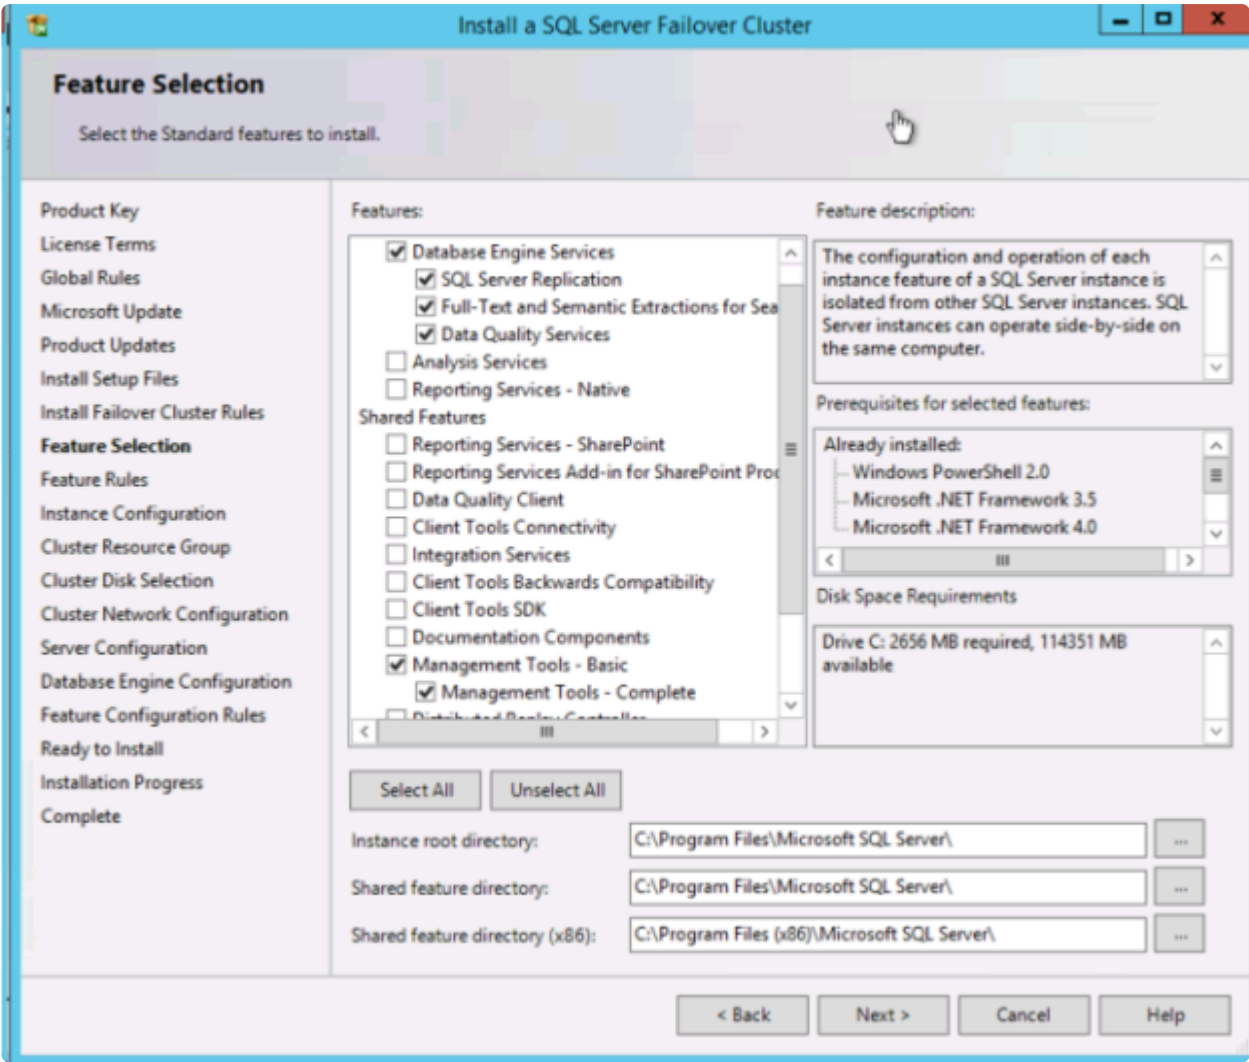 Install a SQL Server Failover Cluster
Feature Selection
Select the Standard features to install.
Product Key
License Terms
Global Rules
Microsoft Update
Product Updates
Install Setup Files
Install Failover Cluster Rules
Feature Selection
Feature Rules
Instance Configuration
Cluster Resource Group
Cluster Disk Selection
Cluster Network Configuration
Server Configuration
Database Engine Configuration
Feature Configuration Rules
Ready to Install
Installation Progress
Complete
Features:
Database Engine Services
SQL Server Replication
Full-Text and Semantic Extractions for Sea
Data Quality Services
Analysis Services
Reporting Services - Native
Shared Features
Reporting Services - SharePoint
Reporting Services Add-in for SharePoint Proc
Data Quality Client
Client Tools Connectivity
Integration Services
Client Tools Backwards Compatibility
Client Tools SDK
Documentation Components
Management Tools - Basic
Management Tools - Complete
Distributed Replay Controller
Feature description:
The configuration and operation of each
instance feature of a SQL Server instance is
isolated from other SQL Server instances. SQL
Server instances can operate side-by-side on
the same computer.
Prerequisites for selected features:
Already installed:
Windows PowerShell 2.0
Microsoft .NET Framework 3.5
Microsoft .NET Framework 4.0
Disk Space Requirements
Drive C: 2656 MB required, 114351 MB
available
Select All
Unselect All
Instance root directory:
C:\Program Files\Microsoft SQL Server\
...
Shared feature directory:
C:\Program Files\Microsoft SQL Server\
...
Shared feature directory (x86):
C:\Program Files (x86)\Microsoft SQL Server\
...
< Back
Next >
Cancel
Help